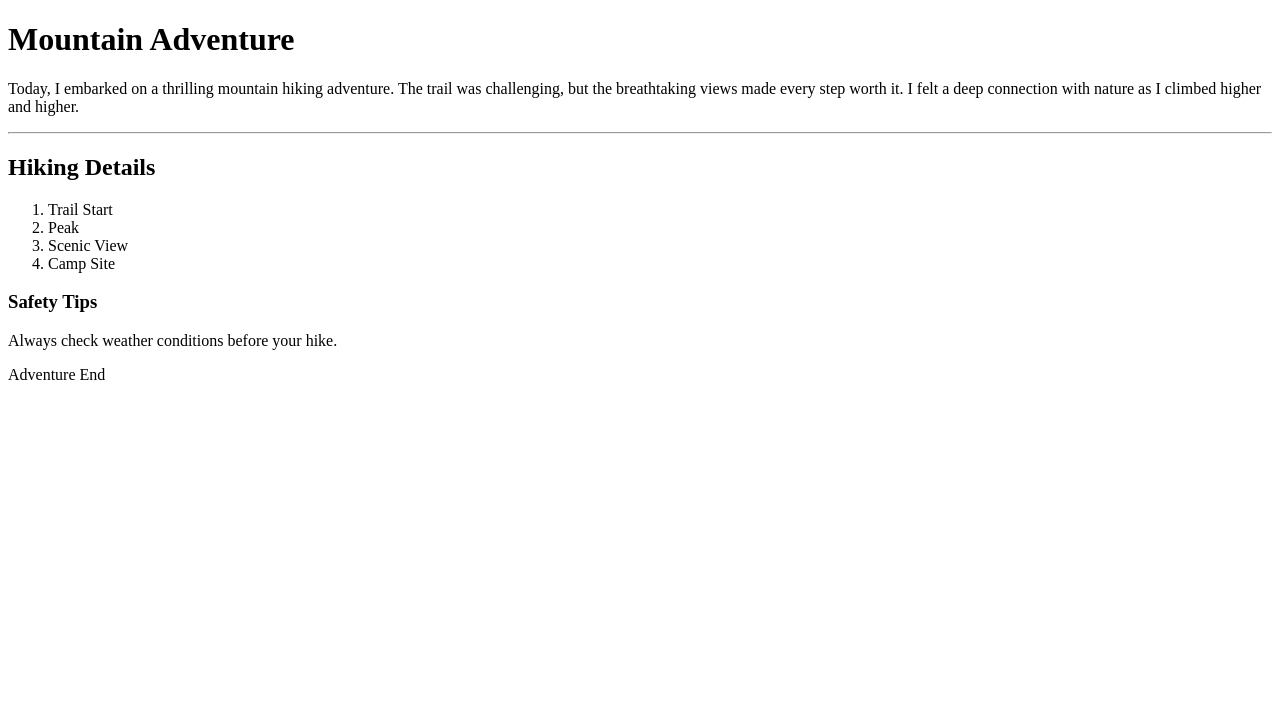 Mountain Adventure
Today, I embarked on a thrilling mountain hiking adventure. The trail was challenging, but the breathtaking views made every step worth it. I felt a deep connection with nature as I climbed higher
and higher.
Hiking Details
1. Trail Start
2. Peak
3. Scenic View
4. Camp Site
Safety Tips
Always check weather conditions before your hike.
Adventure End